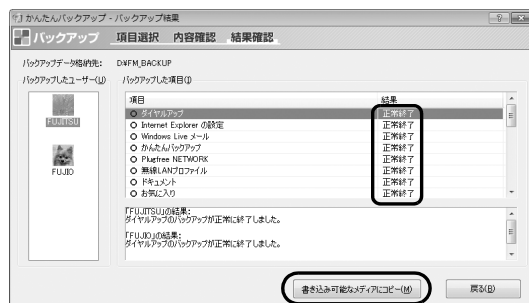 かんたんバックアップ - バックアップ結果
バックアップ 項目選択 内容確認 結果確認
バックアップデータ格納先: D:¥FM_BACKUP
バックアップしたユーザー(U) バックアップした項目(I)
項目 結果
ダイヤルアップ 正常終了
Internet Explorer の設定 正常終了
Windows Live メール 正常終了
かんたんバックアップ 正常終了
Plugfree NETWORK 正常終了
無線LANプロファイル 正常終了
ドキュメント 正常終了
お気に入り 正常終了
FUJITSU
FUJIO
「FUJITSU」の結果:
ダイヤルアップのバックアップが正常に終了しました。
「FUJIO」の結果:
ダイヤルアップのバックアップが正常に終了しました。
書き込み可能なメディアにコピー(M) 戻る(B)